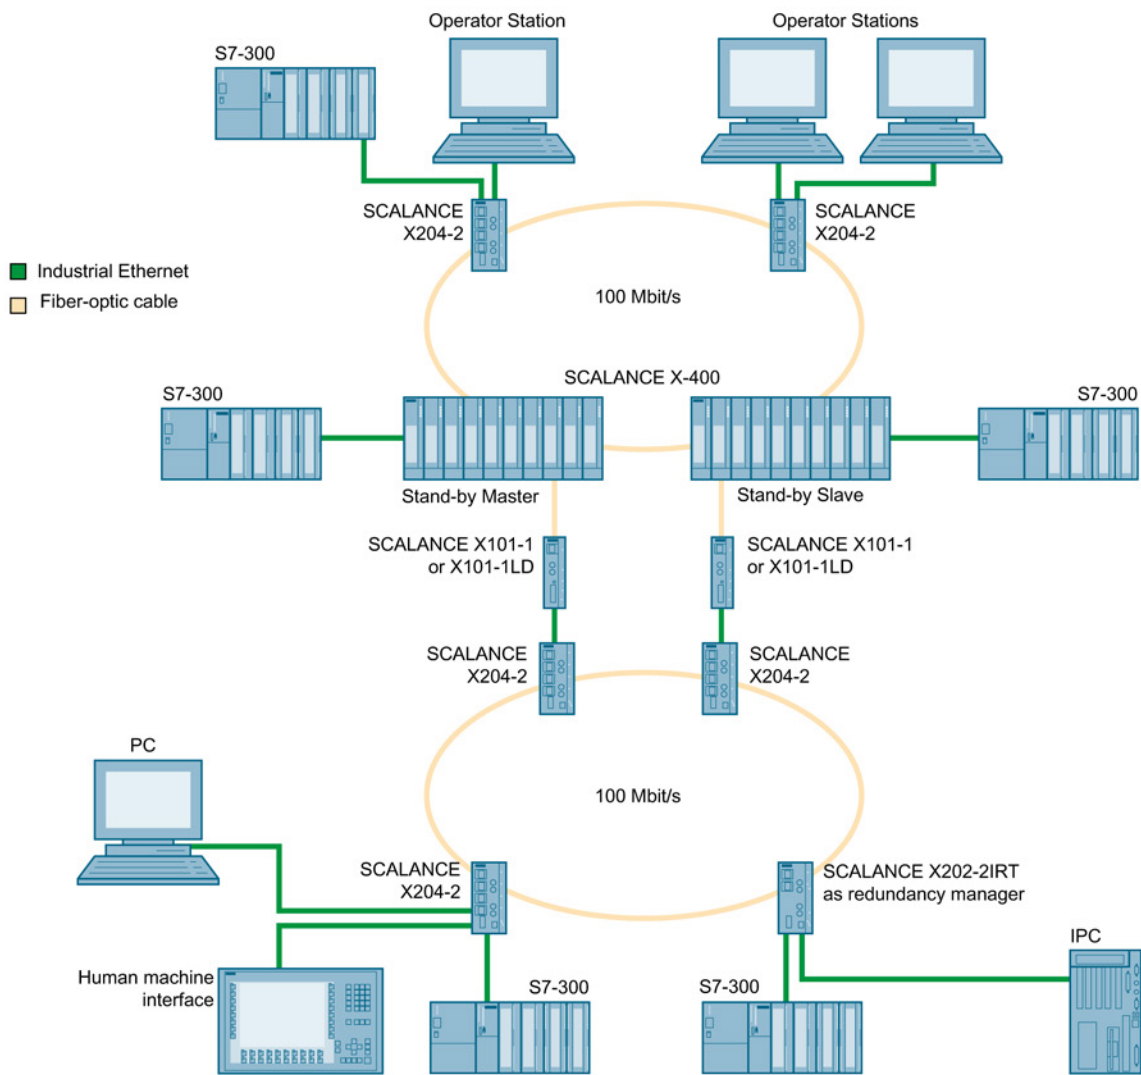 Operator Station
Operator Stations
S7-300
SCALANCE
X204-2
SCALANCE
X204-2
Industrial Ethernet
Fiber-optic cable
100 Mbit/s
SCALANCE X-400
S7-300
S7-300
Stand-by Master
Stand-by Slave
SCALANCE X101-1
or X101-1LD
SCALANCE X101-1
or X101-1LD
SCALANCE
X204-2
SCALANCE
X204-2
PC
100 Mbit/s
SCALANCE
X204-2
SCALANCE X202-2IRT
as redundancy manager
IPC
Human machine
interface
S7-300
S7-300